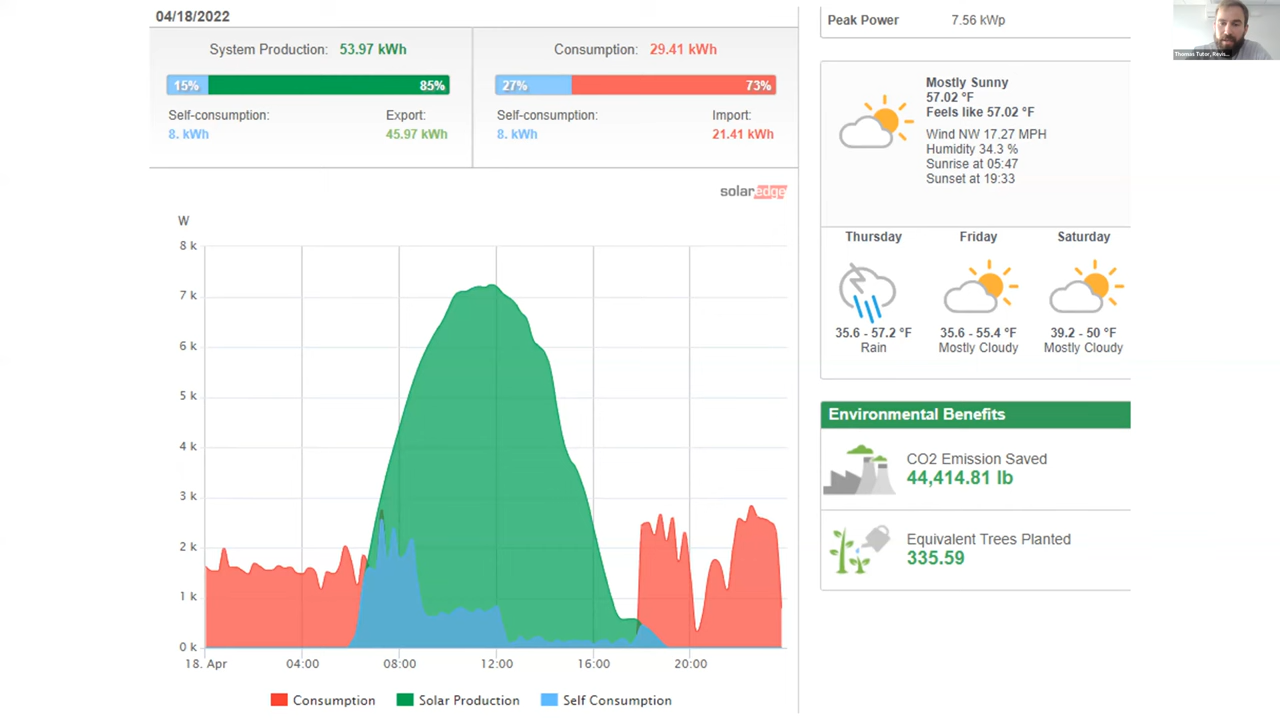 04/18/2022
System Production: 53.97 kWh
15% 85%
Self-consumption: Export:
8. kWh 45.97 kWh
Consumption: 29.41 kWh
27% 73%
Self-consumption: Import:
8. kWh 21.41 kWh
solaredge
W
8 k
7 k
6 k
5 k
4 k
3 k
2 k
1 k
0 k
18. Apr 04:00 08:00 12:00 16:00 20:00
Consumption Solar Production Self Consumption
Peak Power 7.56 kWp
Mostly Sunny
57.02 °F
Feels like 57.02 °F
Wind NW 17.27 MPH
Humidity 34.3 %
Sunrise at 05:47
Sunset at 19:33
Thursday Friday Saturday
35.6 - 57.2 °F 35.6 - 55.4 °F 39.2 - 50 °F
Rain Mostly Cloudy Mostly Cloudy
Environmental Benefits
CO2 Emission Saved
44,414.81 lb
Equivalent Trees Planted
335.59
Thomas Tutor,